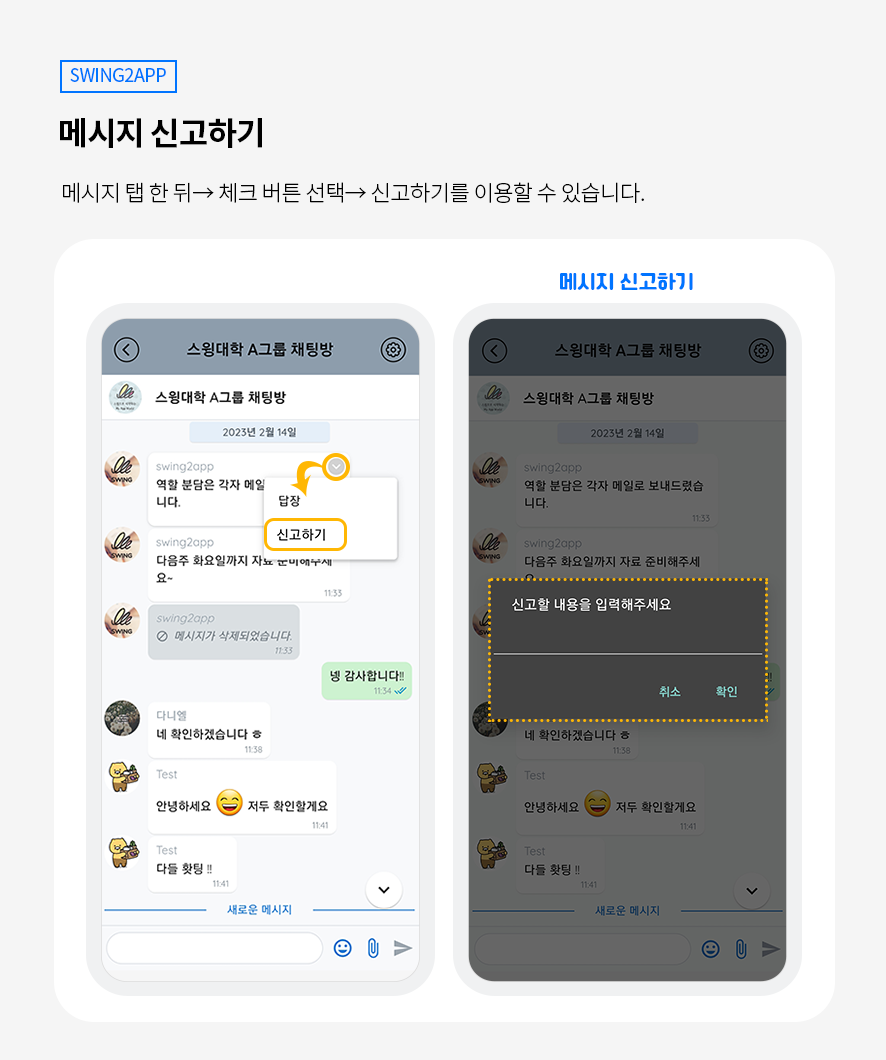 SWING2APP
메시지 신고하기
메시지 탭 한 뒤→ 체크 버튼 선택→ 신고하기를 이용할 수 있습니다.
메시지 신고하기
스윙대학 A그룹 채팅방
스윙대학 A그룹 채팅방
2023년 2월 14일
swing2app
SWING
역할 분담은 각자 메일
니다.
답장
신고하기
swing2app
SWING
다음주 화요일까지 자료 준비해주세
요~
11:33
swing2app
SWING
메시지가 삭제되었습니다.
11:33
넹 감사합니다!!
11:34
다니엘
네 확인하겠습니다 ㅎ
11:38
Test
안녕하세요 😄 저두 확인할게요
11:41
Test
다들 홧팅 !!
11:41
새로운 메시지
스윙대학 A그룹 채팅방
스윙대학 A그룹 채팅방
2023년 2월 14일
swing2app
SWING
역할 분담은 각자 메일로 보내드렸습
니다.
11:33
swing2app
SWING
다음주 화요일까지 자료 준비해주세
신고할 내용을 입력해주세요
취소 확인
네 확인하겠습니다 ㅎ
11:38
Test
안녕하세요 😄 저두 확인할게요
11:41
Test
다들 홧팅 !!
11:41
새로운 메시지